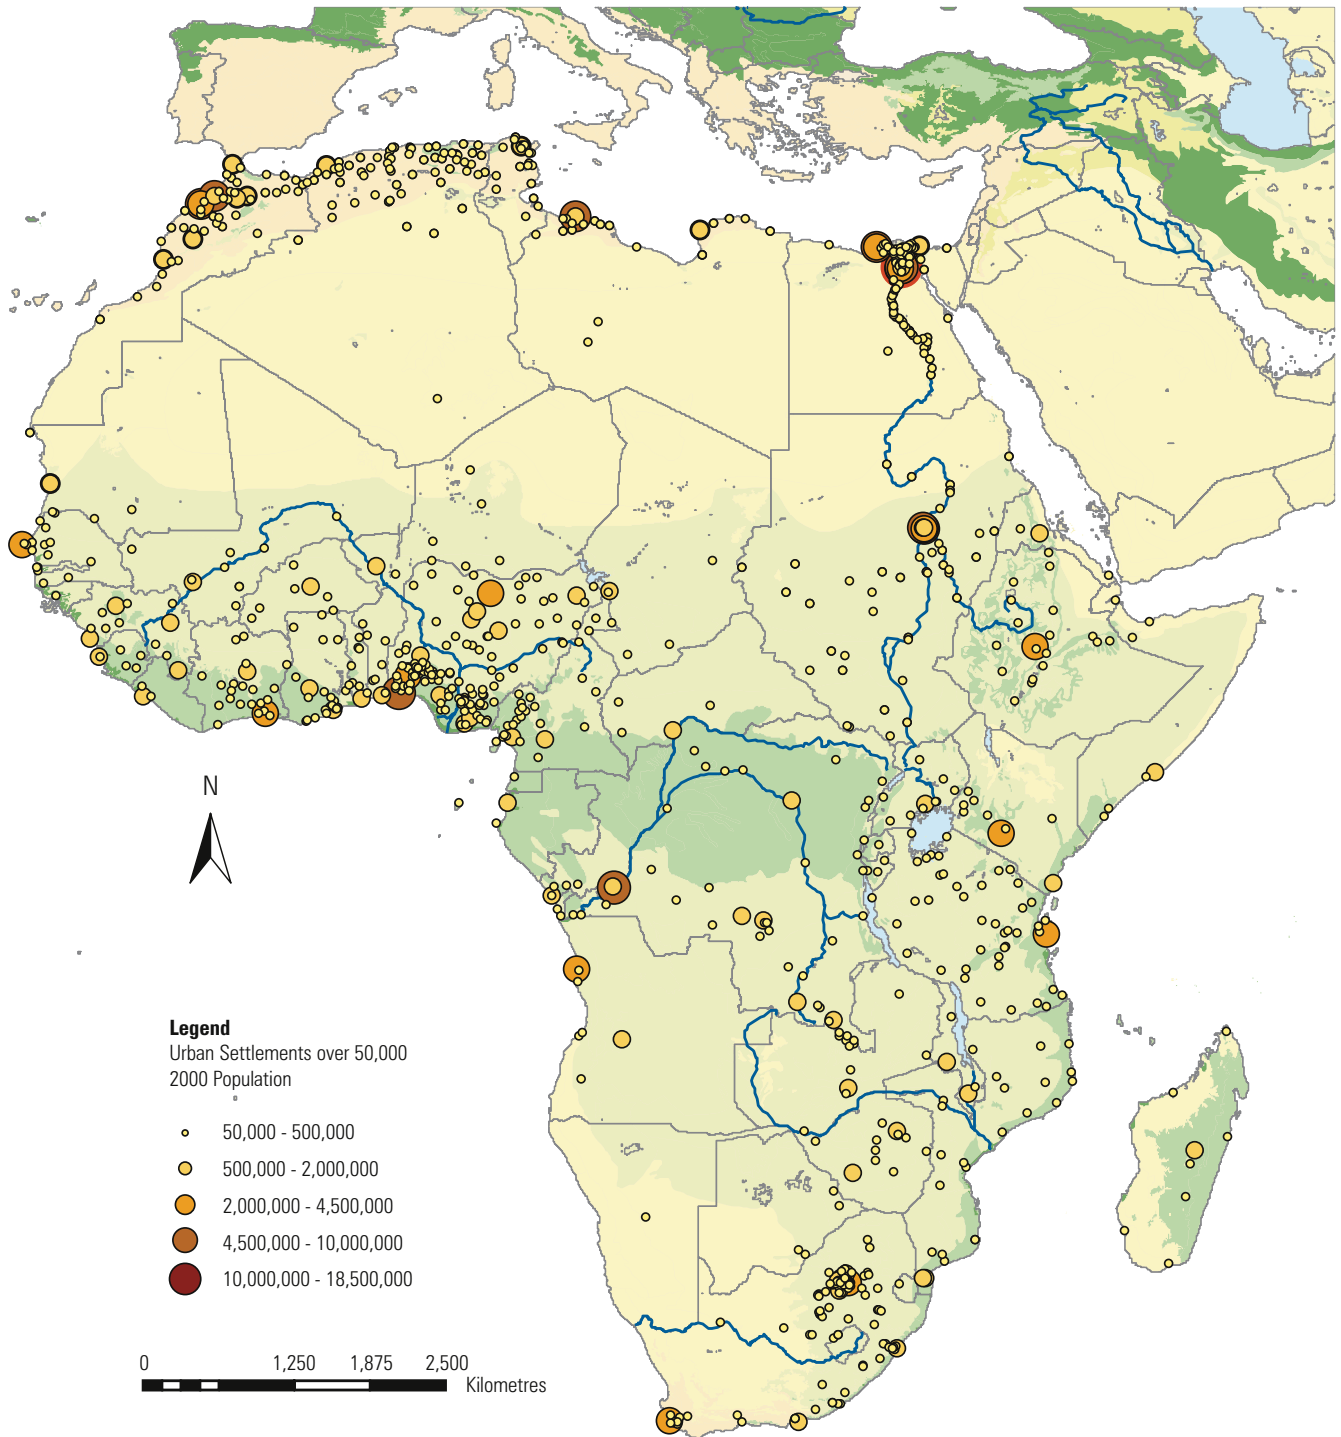 N
Legend
Urban Settlements over 50,000
2000 Population
50,000 - 500,000
500,000 - 2,000,000
2,000,000 - 4,500,000
4,500,000 - 10,000,000
10,000,000 - 18,500,000
0 1,250 1,875 2,500
Kilometres